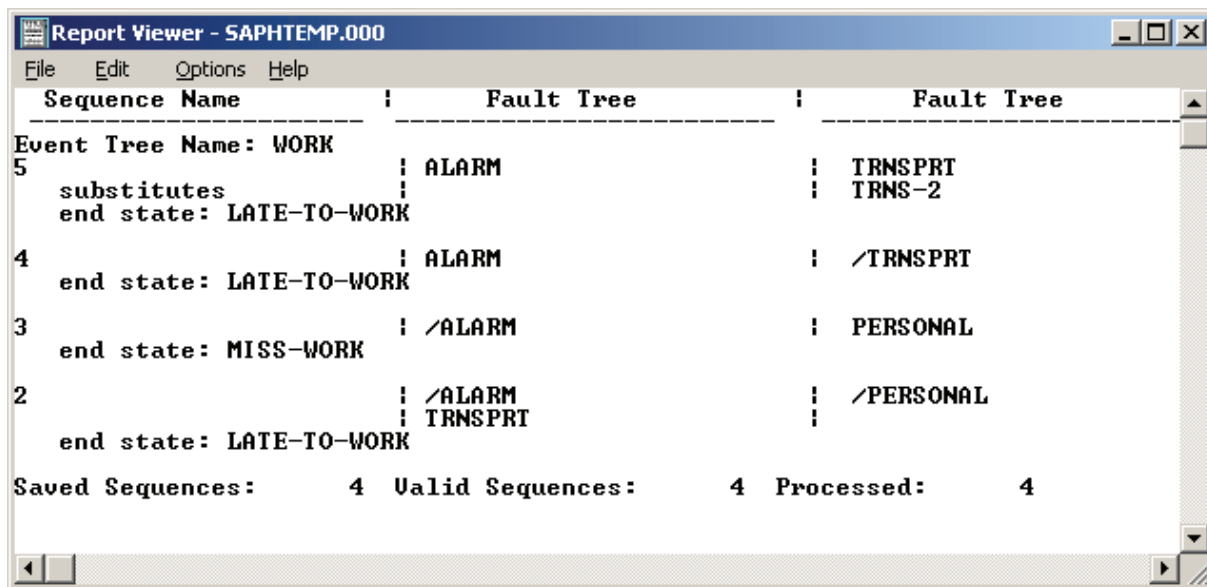 Report Viewer - SAPHTEMP.000
File Edit Options Help
Sequence Name ¦ Fault Tree ¦ Fault Tree
Event Tree Name: WORK
5 ¦ ALARM ¦ TRNSPRT
substitutes ¦ ¦ TRNS-2
end state: LATE-TO-WORK
4 ¦ ALARM ¦ /TRNSPRT
end state: LATE-TO-WORK
3 ¦ /ALARM ¦ PERSONAL
end state: MISS-WORK
2 ¦ /ALARM ¦ /PERSONAL
¦ TRNSPRT ¦
end state: LATE-TO-WORK
Saved Sequences: 4 Valid Sequences: 4 Processed: 4